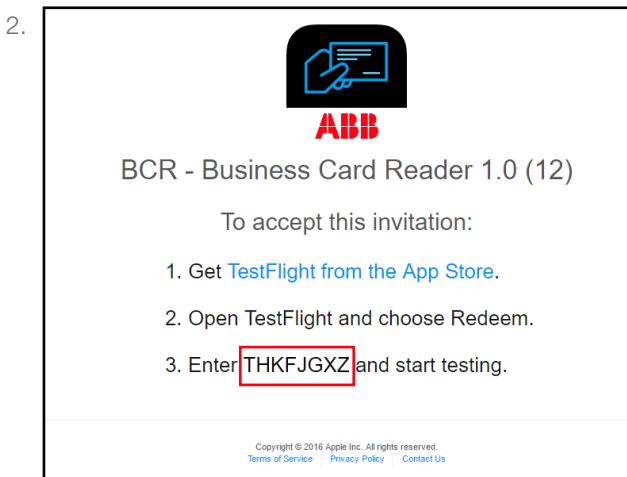 2.
ABB
BCR - Business Card Reader 1.0 (12)
To accept this invitation:
1. Get TestFlight from the App Store.
2. Open TestFlight and choose Redeem.
3. Enter THKFJGXZ and start testing.
Copyright © 2016 Apple Inc. All rights reserved.
Terms of Service | Privacy Policy | Contact Us